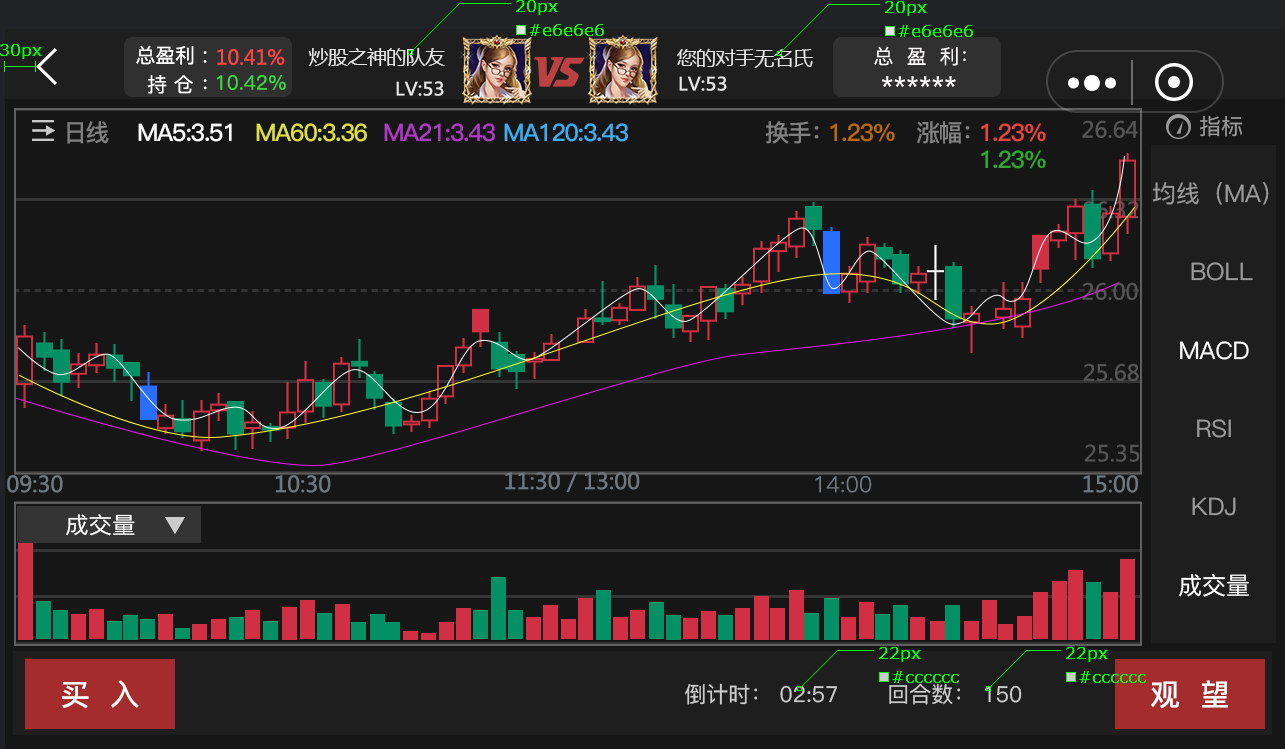 20px
#e6e6e6
20px
#e6e6e6
30px
总盈利：10.41%
持 仓：10.42%
炒股之神的队友
LV:53
VS
您的对手无名氏
LV:53
总 盈 利:
******
日线 MA5:3.51 MA60:3.36 MA21:3.43 MA120:3.43
换手: 1.23% 涨幅: 1.23%
1.23%
26.64
指标
均线（MA）
BOLL
26.00
MACD
25.68
RSI
25.35
09:30 10:30 11:30 / 13:00 14:00 15:00
KDJ
成交量
成交量
22px
#cccccc
22px
#cccccc
买 入
倒计时: 02:57
回合数: 150
观 望